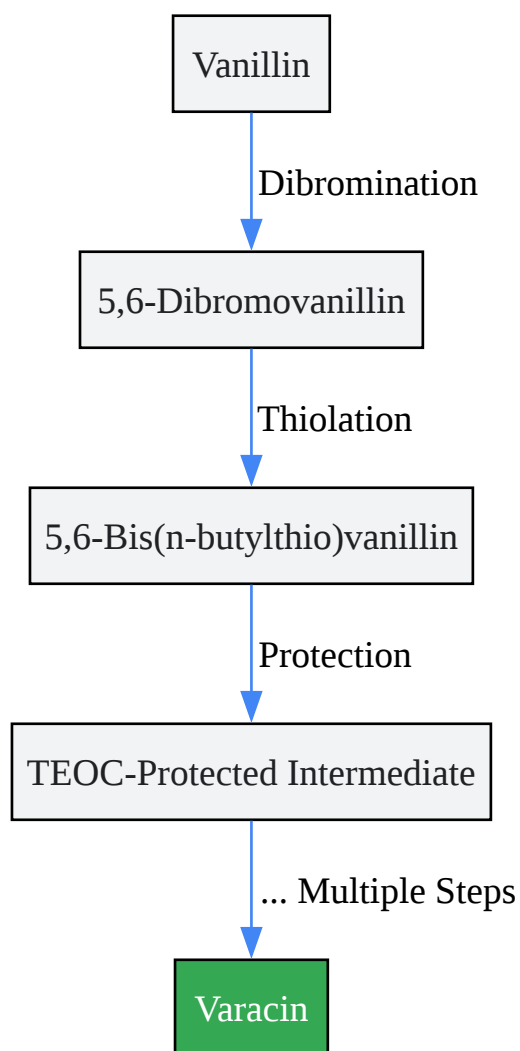 Vanillin
Dibromination
5,6-Dibromovanillin
Thiolation
5,6-Bis(n-butylthio)vanillin
Protection
TEOC-Protected Intermediate
... Multiple Steps
Varacin